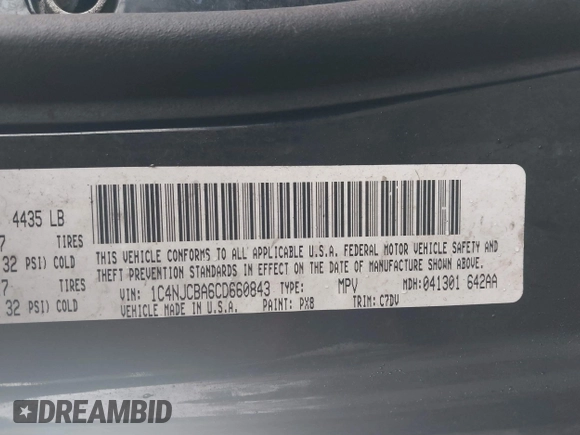 4435 LB
7 TIRES
32 PSI) COLD
7 TIRES
32 PSI) COLD
THIS VEHICLE CONFORMS TO ALL APPLICABLE U.S.A. FEDERAL MOTOR VEHICLE SAFETY AND
THEFT PREVENTION STANDARDS IN EFFECT ON THE DATE OF MANUFACTURE SHOWN ABOVE.
VIN: 1C4NJCBA6CD660843 TYPE: MPV MDH: 041301 642AA
VEHICLE MADE IN U.S.A. PAINT: PX8 TRIM: C7DV
DREAMBID